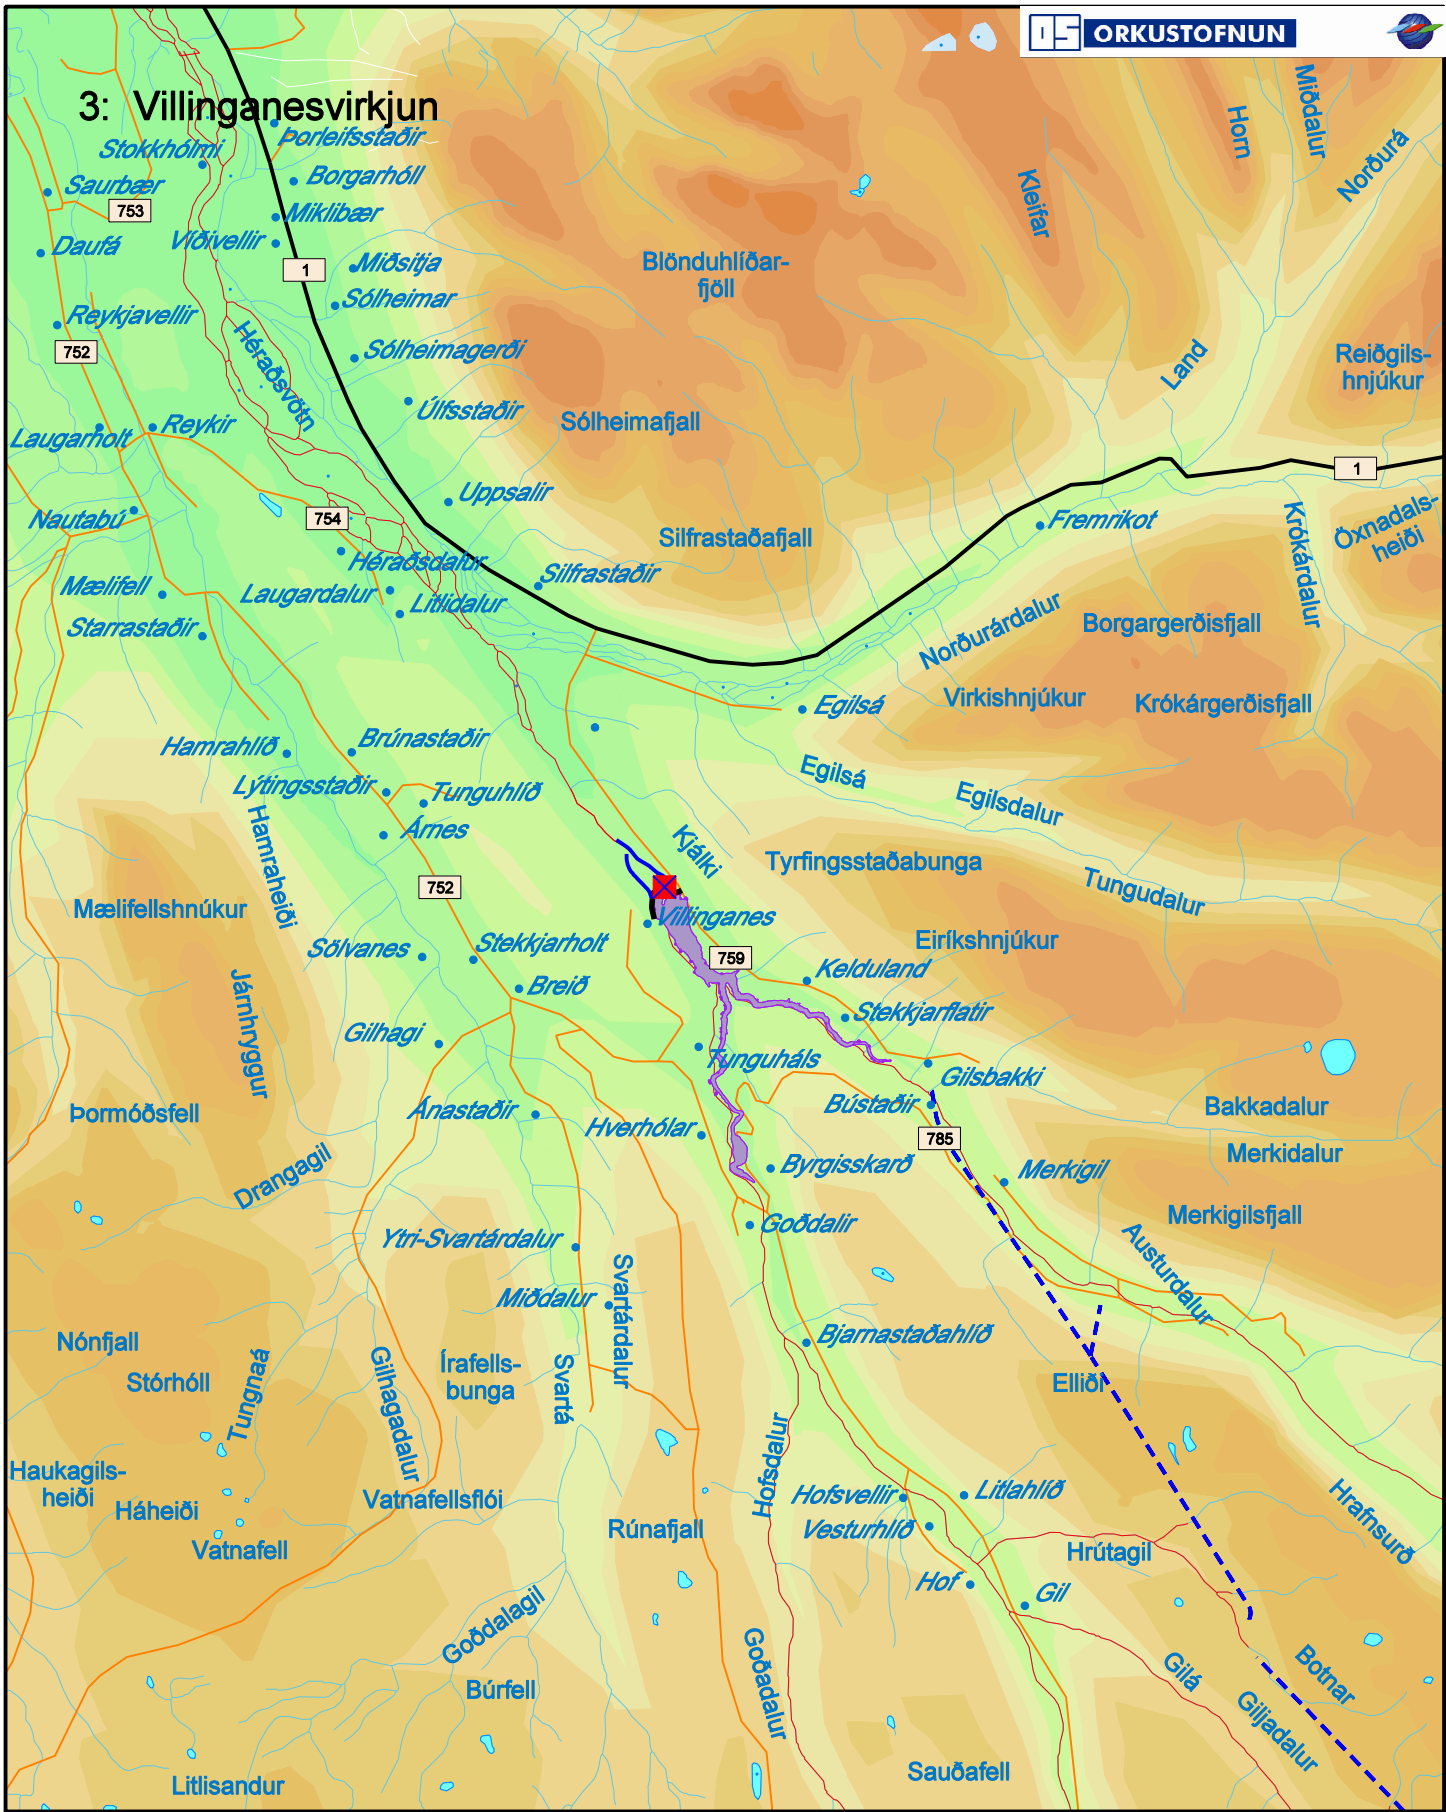 OS ORKUSTOFNUN
3: Villinganesvirkjun
Stokkhólmi
Þorleifsstaðir
Saurbær
Borgarhóll
753
Miklibær
Daufá
Víðivellir
1
Miðsitja
Sólheimar
Reykjavellir
752
Héraðsvötn
Sólheimagerði
Úlfsstaðir
Laugarholt
Reykir
Uppsalir
Nautabú
754
Héraðsdalur
Silfrastaðir
Mælifell
Laugardalur
Litlidalur
Starrastaðir
Blönduhlíðar-
fjöll
Sólheimafjall
Silfrastaðafjall
Kleifar
Horn
Miðdalur
Norðurá
Land
Reiðgils-
hnjúkur
1
Fremrikot
Krókárdalur
Öxnadals-
heiði
Norðurárdalur
Borgargerðisfjall
Virkishnjúkur
Krókárgerðisfjall
Egilsá
Egilsá
Egilsdalur
Hamrahlíð
Brúnastaðir
Lýtingsstaðir
Tunguhlíð
Árnes
Hamraheiði
752
Kjálki
Tyrfingsstaðabunga
Tungudalur
Mælifellshnúkur
Villinganes
Eiríkshnjúkur
Sölvanes
Stekkjarholt
759
Kelduland
Breið
Stekkjarflatir
Járnhryggur
Gilhagi
Tunguháls
Gilsbakki
Þormóðsfell
Ánastaðir
Hverhólar
Bústaðir
785
Bakkadalur
Merkidalur
Drangagil
Byrgisskarð
Merkigil
Merkigilsfjall
Goðdalir
Austurdalur
Ytri-Svartárdalur
Miðdalur
Svartárdalur
Bjarnastaðahlíð
Nónfjall
Stórhóll
Tungnaá
Gilhagadalur
Írafells-
bunga
Svartá
Elliði
Hofsdalur
Haukagils-
heiði
Háheiði
Vatnafell
Vatnafellsflói
Rúnafjall
Hofsvellir
Litlahlíð
Vesturhlíð
Hrafnsurð
Hrútagil
Hof
Gil
Goðdalagil
Goðadalur
Gilá
Botnar
Giljadalur
Búrfell
Litlisandur
Sauðafell